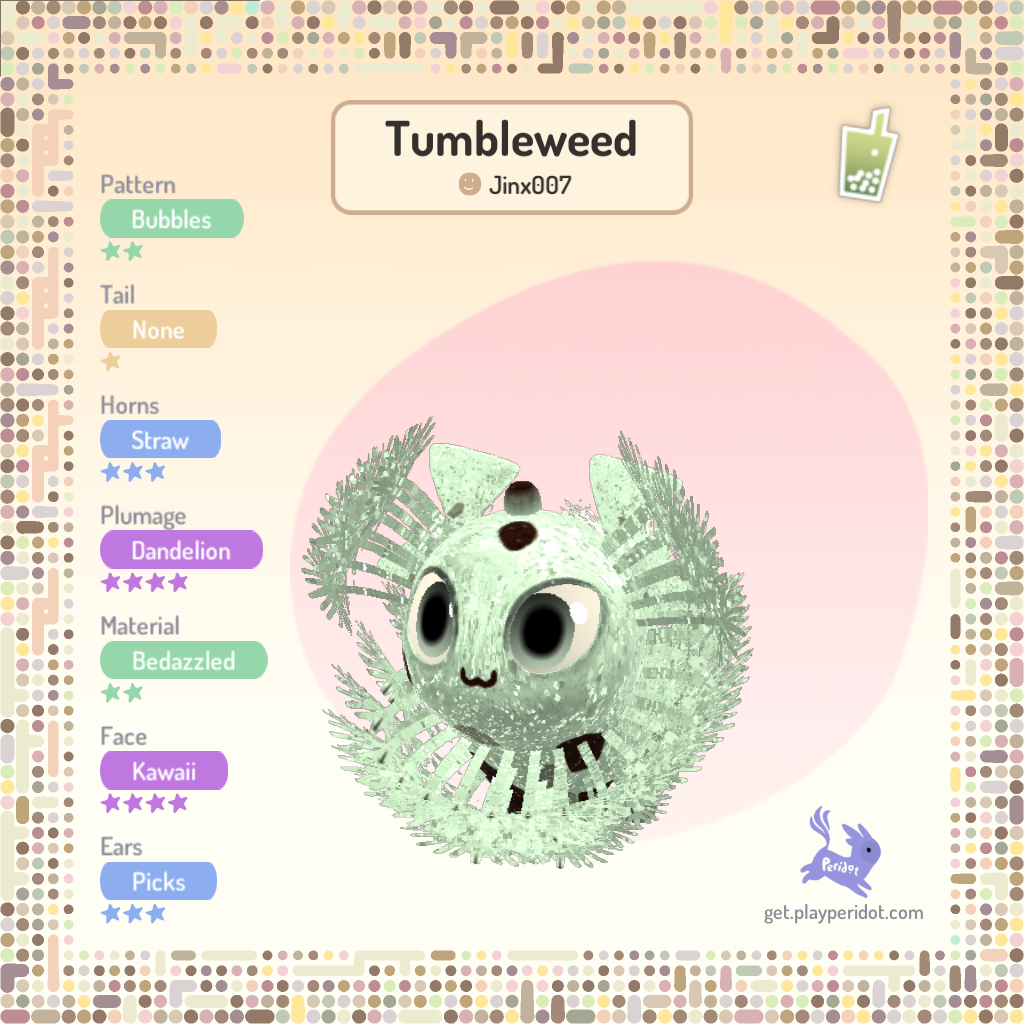 Tumbleweed
Jinx007
Pattern
Bubbles
Tail
None
Horns
Straw
Plumage
Dandelion
Material
Bedazzled
Face
Kawaii
Ears
Picks
Peridot
get.playperidot.com